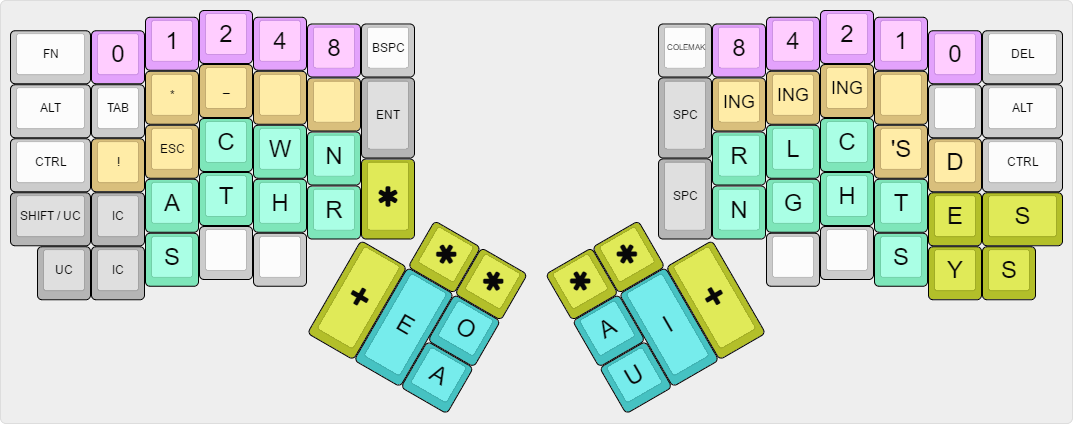 FN 0 1 2 4 8 BSPC COLEMAK 8 4 2 1 0 DEL
ALT TAB * – ENT SPC ING ING ING ALT
CTRL ! ESC C W N R L C 'S D CTRL
SHIFT / UC IC A T H R * SPC N G H T E S
UC IC S S Y S
* * * *
+ E O A A U I +